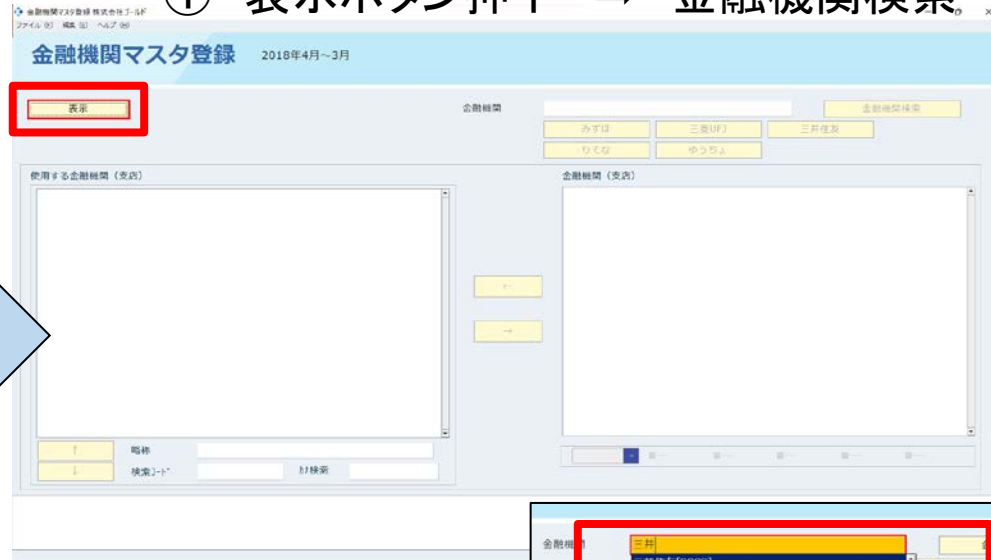 ① 表示ボタン押下 → 金融機関検索
金融機関マスタ登録 株式会社ゴールド
ファイル(F) 編集(E) ヘルプ(H)
金融機関マスタ登録 2018年4月~3月
表示
金融機関
金融機関検索
みずほ 三菱UFJ 三井住友
りそな ゆうちょ
使用する金融機関(支店)
金融機関(支店)
←
→
↑ 略称
↓ 検索コード カナ検索
金融機関 三井